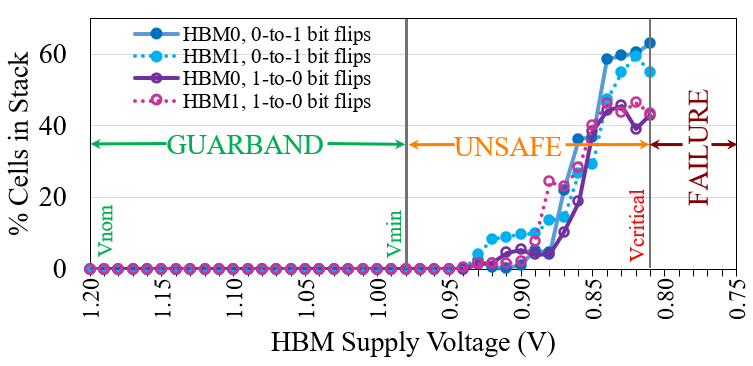 HBM0, 0-to-1 bit flips
HBM1, 0-to-1 bit flips
HBM0, 1-to-0 bit flips
HBM1, 1-to-0 bit flips
% Cells in Stack
60
40
20
0
GUARBAND
UNSAFE
FAILURE
Vnom
Vmin
Vcritical
1.20
1.15
1.10
1.05
1.00
0.95
0.90
0.85
0.80
0.75
HBM Supply Voltage (V)